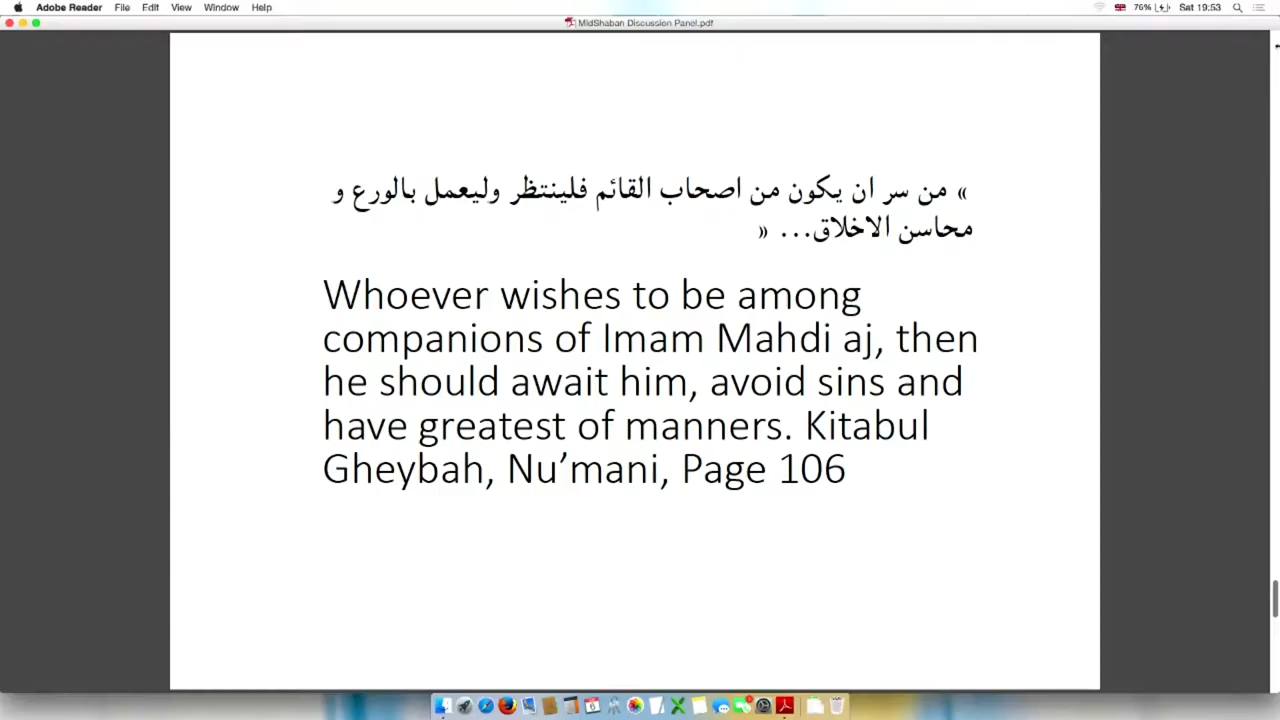 Adobe Reader File Edit View Window Help 76% Sat 19:53
MidShaban Discussion Panel.pdf
» من سر ان يكون من اصحاب القائم فلينتظر وليعمل بالورع و
محاسن الاخلاق... «
Whoever wishes to be among
companions of Imam Mahdi aj, then
he should await him, avoid sins and
have greatest of manners. Kitabul
Gheybah, Nu’mani, Page 106